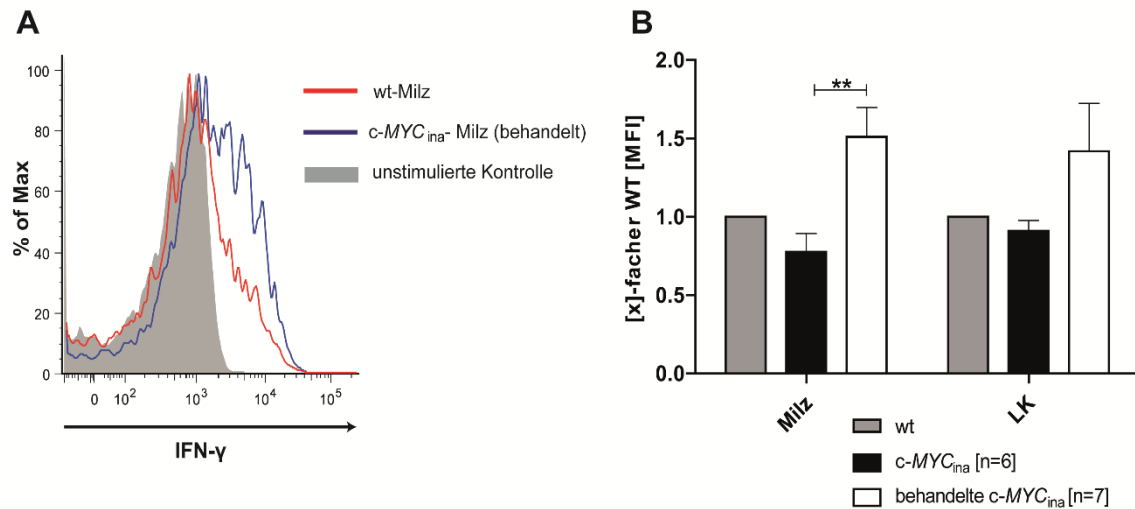 A
% of Max
100
80
60
40
20
0
0 10² 10³ 10⁴ 10⁵
IFN-γ
wt-Milz
c-MYCina- Milz (behandelt)
unstimulierte Kontrolle
B
[x]-facher WT [MFI]
2.0
1.5
1.0
0.5
0.0
**
Milz
LK
wt
c-MYCina [n=6]
behandelte c-MYCina [n=7]